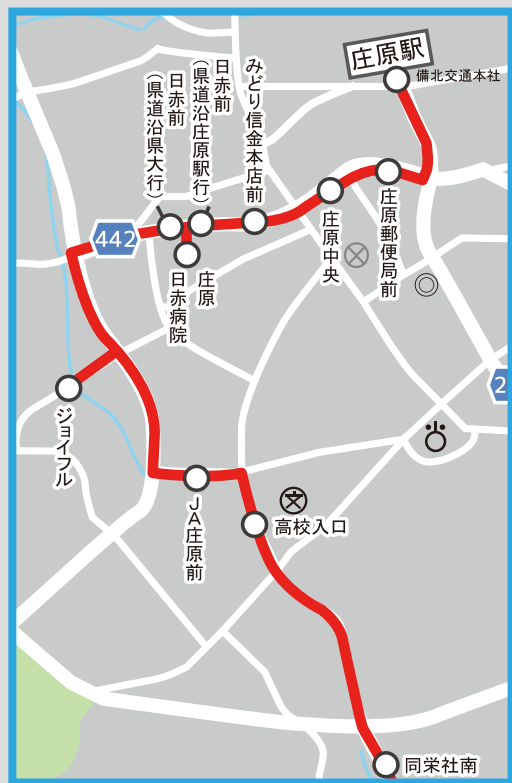 庄原駅
備北交通本社
みどり信金本店前
日赤前
(県道沿庄原駅行)
日赤前
(県道沿県大行)
庄原郵便局前
庄原中央
庄原
日赤病院
442
2
ジョイフル
JA庄原前
高校入口
同栄社南